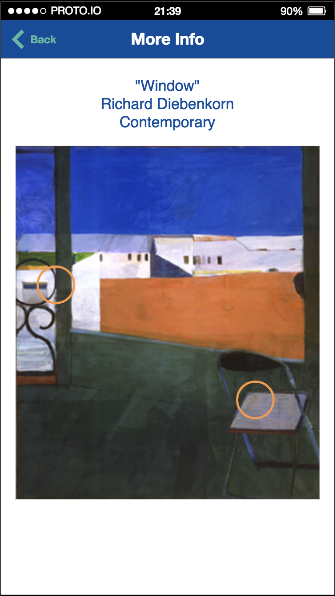 PROTO.IO 21:39 90%
Back More Info
"Window"
Richard Diebenkorn
Contemporary